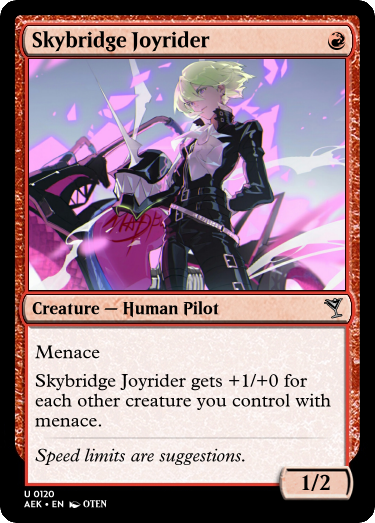 Skybridge Joyrider
Creature — Human Pilot
Menace
Skybridge Joyrider gets +1/+0 for
each other creature you control with
menace.
Speed limits are suggestions.
1/2
U 0120
AEK • EN OTEN